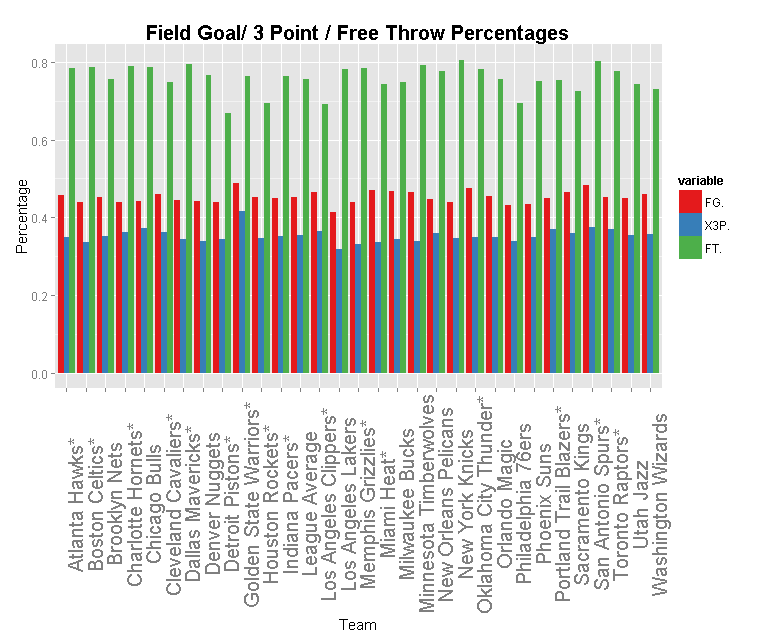 Field Goal/ 3 Point / Free Throw Percentages
Percentage
0.8
0.6
0.4
0.2
0.0
variable
FG.
X3P.
FT.
Atlanta Hawks*
Boston Celtics*
Brooklyn Nets
Charlotte Hornets*
Chicago Bulls
Cleveland Cavaliers*
Dallas Mavericks*
Denver Nuggets
Detroit Pistons*
Golden State Warriors*
Houston Rockets*
Indiana Pacers*
League Average
Los Angeles Clippers*
Los Angeles Lakers
Memphis Grizzlies*
Miami Heat*
Milwaukee Bucks
Minnesota Timberwolves
New Orleans Pelicans
New York Knicks
Oklahoma City Thunder*
Orlando Magic
Philadelphia 76ers
Phoenix Suns
Portland Trail Blazers*
Sacramento Kings
San Antonio Spurs*
Toronto Raptors*
Utah Jazz
Washington Wizards
Team